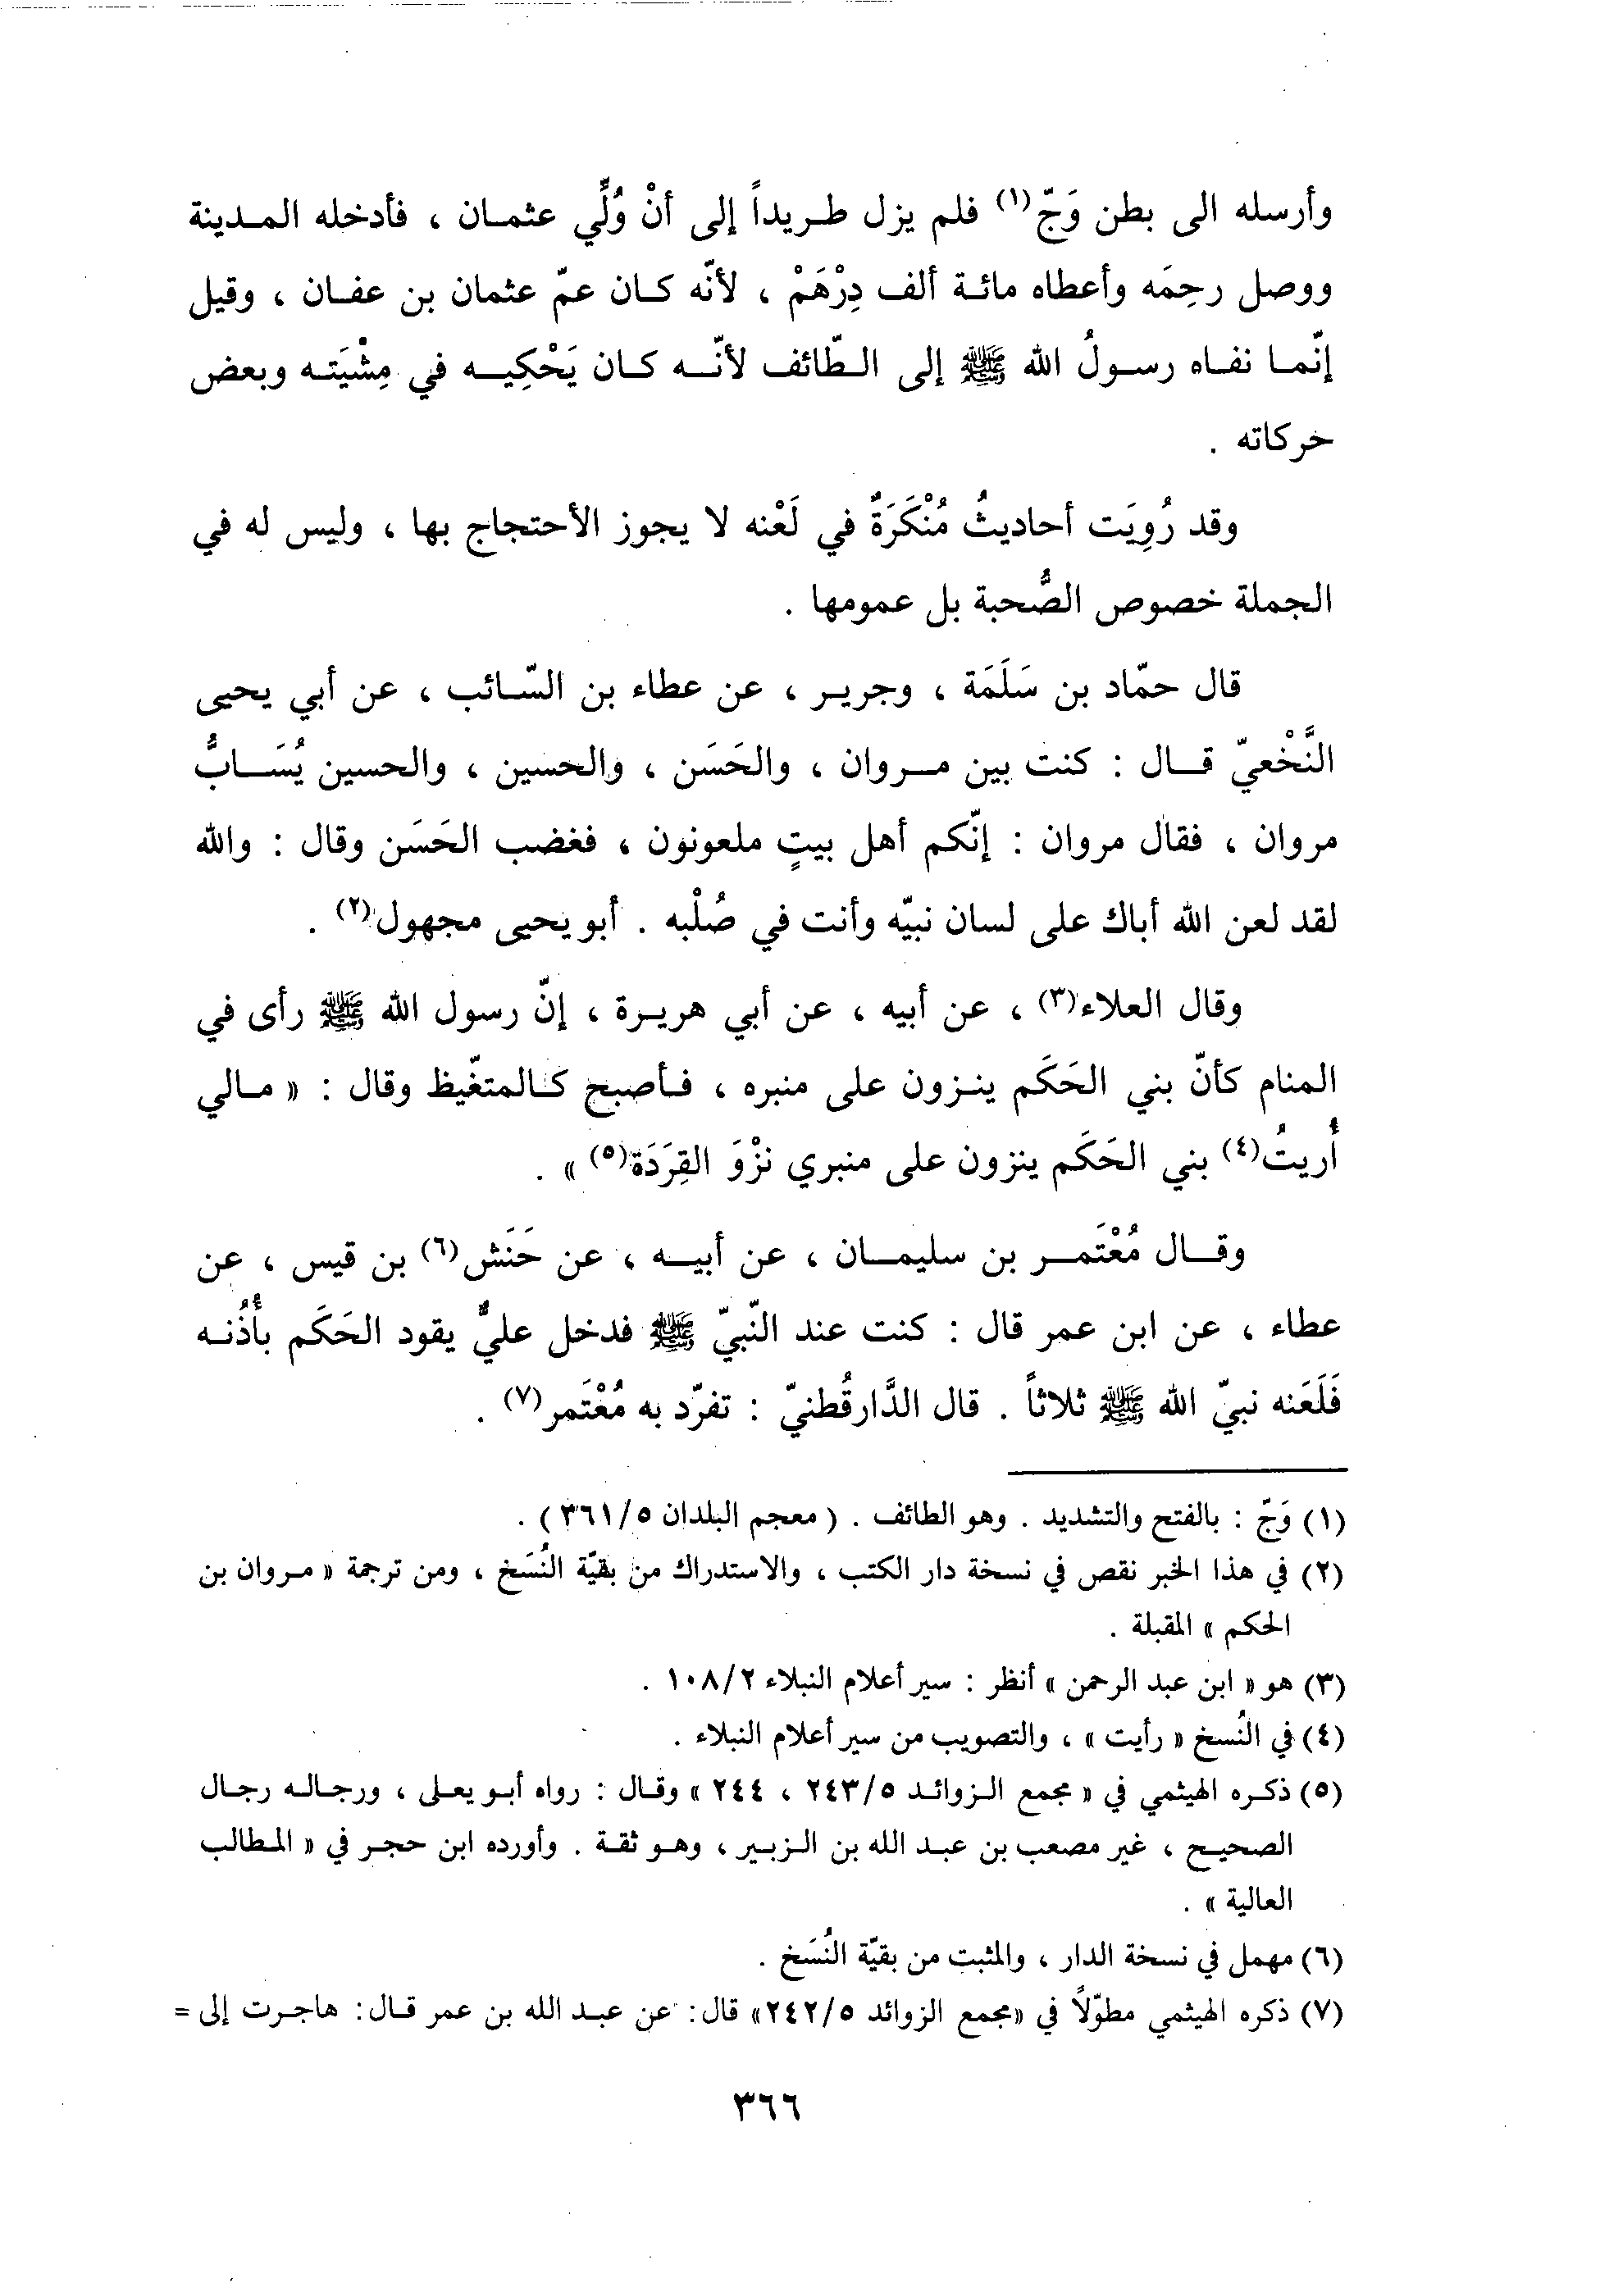 وأرسله الى بطن وَجّ(١) فلم يزل طريداً إلى أنْ وُلِّي عثمان ، فأدخله المدينة
ووصل رحِمَه وأعطاه مائة ألف دِرْهَمْ ، لأنّه كان عمّ عثمان بن عفان ، وقيل
إنّما نفاه رسولُ الله ﷺ إلى الطّائف لأنّه كان يَحْكِيه في مِشْيَته وبعض
حركاته .
وقد رُوِيَت أحاديثُ مُنْكَرَةٌ في لَعْنه لا يجوز الأحتجاج بها ، وليس له في
الجملة خصوص الصُّحبة بل عمومها .
قال حمّاد بن سَلَمَة ، وجرير ، عن عطاء بن السّائب ، عن أبي يحيى
النَّخْعيّ قال : كنت بين مروان ، والحَسَن ، والحسين ، والحسين يُسَابُّ
مروان ، فقال مروان : إنّكم أهل بيتٍ ملعونون ، فغضب الحَسَن وقال : والله
لقد لعن الله أباك على لسان نبيّه وأنت في صُلْبه . أبو يحيى مجهول(٢) .
وقال العلاء(٣) ، عن أبيه ، عن أبي هريرة ، إنّ رسول الله ﷺ رأى في
المنام كأنّ بني الحَكَم ينزون على منبره ، فأصبح كالمتغّيظ وقال : « مالي
أُريتُ(٤) بني الحَكَم ينزون على منبري نزْوَ القِرَدَة(٥) » .
وقال مُعْتَمر بن سليمان ، عن أبيه ، عن حَنَش(٦) بن قيس ، عن
عطاء ، عن ابن عمر قال : كنت عند النّبيّ ﷺ فدخل عليٌّ يقود الحَكَم بأُذُنه
فَلَعَنه نبيّ الله ﷺ ثلاثاً . قال الدَّارقُطنيّ : تفرّد به مُعْتَمر(٧) .
(١) وَجّ : بالفتح والتشديد . وهو الطائف . ( معجم البلدان ٣٦١/٥ ) .
(٢) في هذا الخبر نقص في نسخة دار الكتب ، والاستدراك من بقيّة النُسَخ ، ومن ترجمة « مروان بن
الحكم » المقبلة .
(٣) هو « ابن عبد الرحمن » أنظر : سير أعلام النبلاء ١٠٨/٢ .
(٤) في النُسخ « رأيت » ، والتصويب من سير أعلام النبلاء .
(٥) ذكره الهيثمي في « مجمع الزوائد ٢٤٣/٥ ، ٢٤٤ » وقال : رواه أبو يعلى ، ورجاله رجال
الصحيح ، غير مصعب بن عبد الله بن الزبير ، وهو ثقة . وأورده ابن حجر في « المطالب
العالية » .
(٦) مهمل في نسخة الدار ، والمثبت من بقيّة النُسَخ .
(٧) ذكره الهيثمي مطوّلاً في «مجمع الزوائد ٢٤٢/٥» قال: عن عبد الله بن عمر قال: هاجرت إلى =
٣٦٦